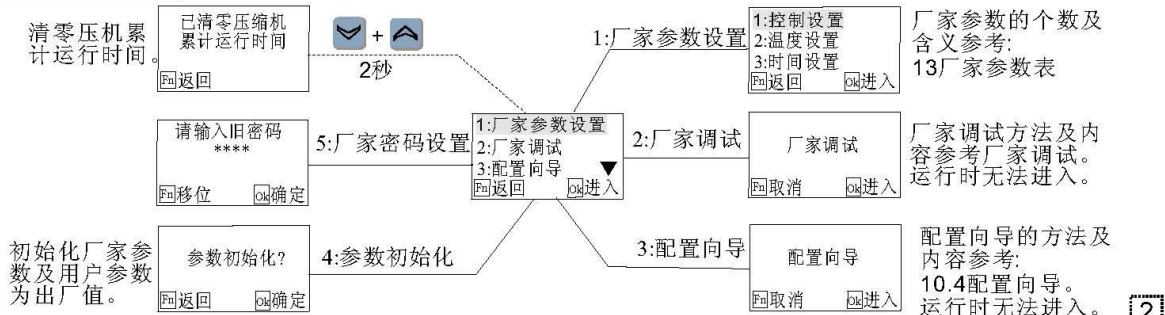 清零压机累
计运行时间。
已清零压缩机
累计运行时间
Fn返回
+
2秒
1:厂家参数设置
1:控制设置
2:温度设置
3:时间设置
Fn返回 Ok进入
厂家参数的个数及
含义参考:
13厂家参数表
请输入旧密码
****
Fn移位 Ok确定
5:厂家密码设置
1:厂家参数设置
2:厂家调试
3:配置向导
Fn返回 Ok进入
2:厂家调试
厂家调试
Fn取消 Ok进入
厂家调试方法及内
容参考厂家调试。
运行时无法进入。
初始化厂家参
数及用户参数
为出厂值。
参数初始化?
Fn返回 Ok确定
4:参数初始化
3:配置向导
配置向导
Fn取消 Ok进入
配置向导的方法及
内容参考:
10.4配置向导。
运行时无法进入。
2